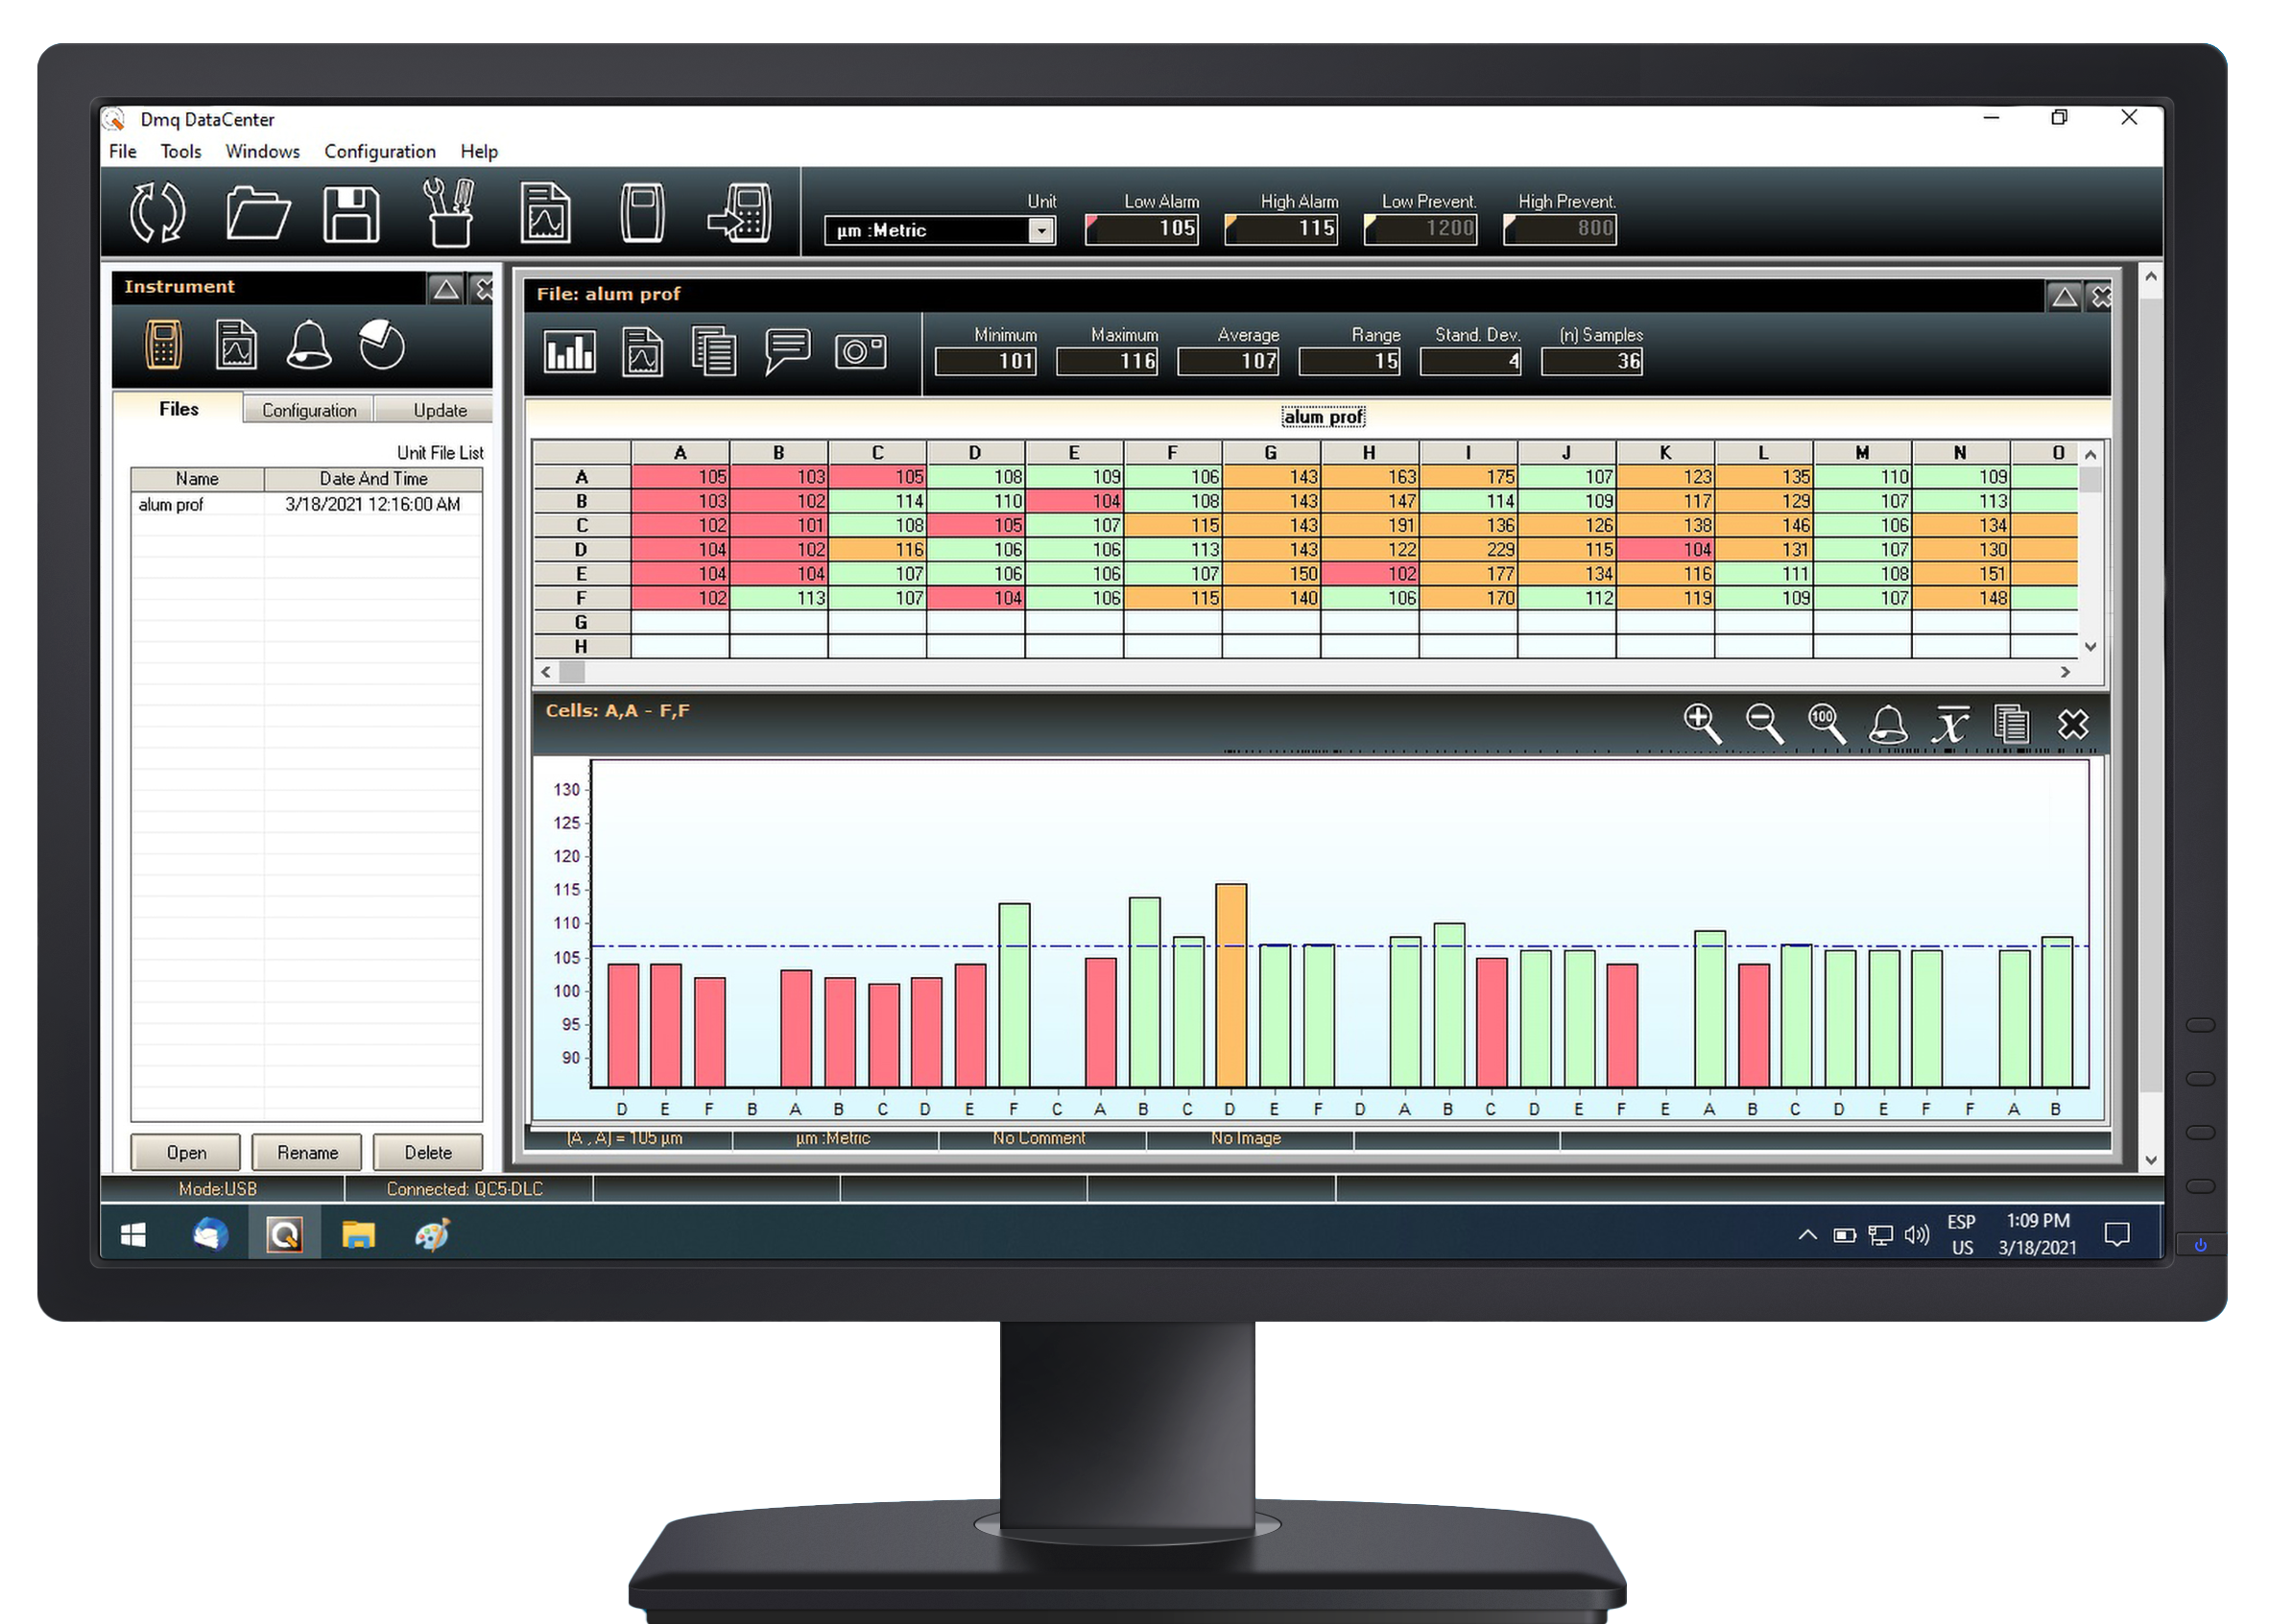 Dmq DataCenter
File Tools Windows Configuration Help
Unit Low Alarm High Alarm Low Prevent. High Prevent.
µm :Metric 105 115 1200 800
Instrument
Files Configuration Update
Unit File List
Name Date And Time
alum prof 3/18/2021 12:16:00 AM
Open Rename Delete
File: alum prof
Minimum Maximum Average Range Stand. Dev. (n) Samples
101 116 107 15 4 36
alum prof
A B C D E F G H I J K L M N O
A 105 103 105 108 109 106 143 163 175 107 123 135 110 109
B 103 102 114 110 104 108 143 147 114 109 117 129 107 113
C 102 101 108 105 107 115 143 191 136 126 138 146 106 134
D 104 102 116 106 106 113 143 122 229 115 104 131 107 130
E 104 104 107 106 106 107 150 102 177 134 116 111 108 151
F 102 113 107 104 106 115 140 106 170 112 119 109 107 148
G
H
Cells: A,A - F,F
100
130
125
120
115
110
105
100
95
90
D E F B A B C D E F C A B C D E F D A B C D E F E A B C D E F F A B
(A , A) = 105 µm µm :Metric No Comment No Image
Mode:USB Connected: QC5-DLC
ESP 1:09 PM
US 3/18/2021